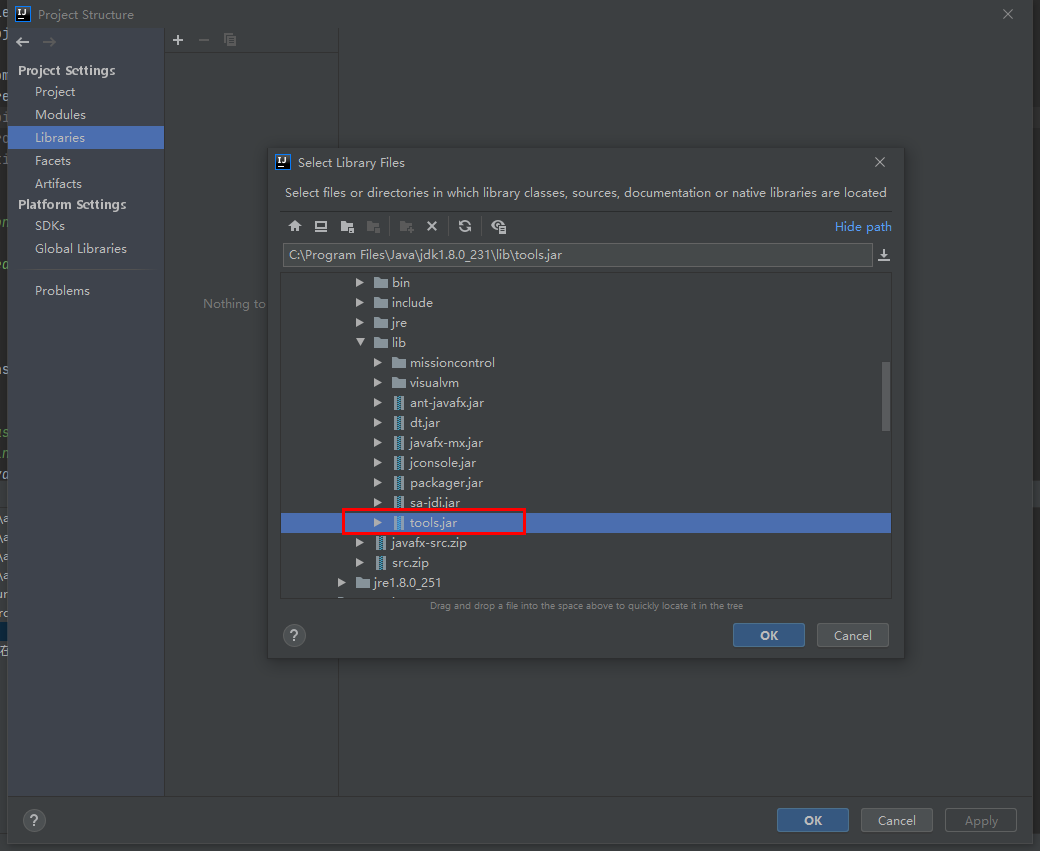 Project Structure
Project Settings
Project
Modules
Libraries
Facets
Artifacts
Platform Settings
SDKs
Global Libraries
Problems
Nothing to
Select Library Files
Select files or directories in which library classes, sources, documentation or native libraries are located
Hide path
C:\Program Files\Java\jdk1.8.0_231\lib\tools.jar
bin
include
jre
lib
missioncontrol
visualvm
ant-javafx.jar
dt.jar
javafx-mx.jar
jconsole.jar
packager.jar
sa-jdi.jar
tools.jar
javafx-src.zip
src.zip
jre1.8.0_251
Drag and drop a file into the space above to quickly locate it in the tree
?
OK
Cancel
?
OK
Cancel
Apply